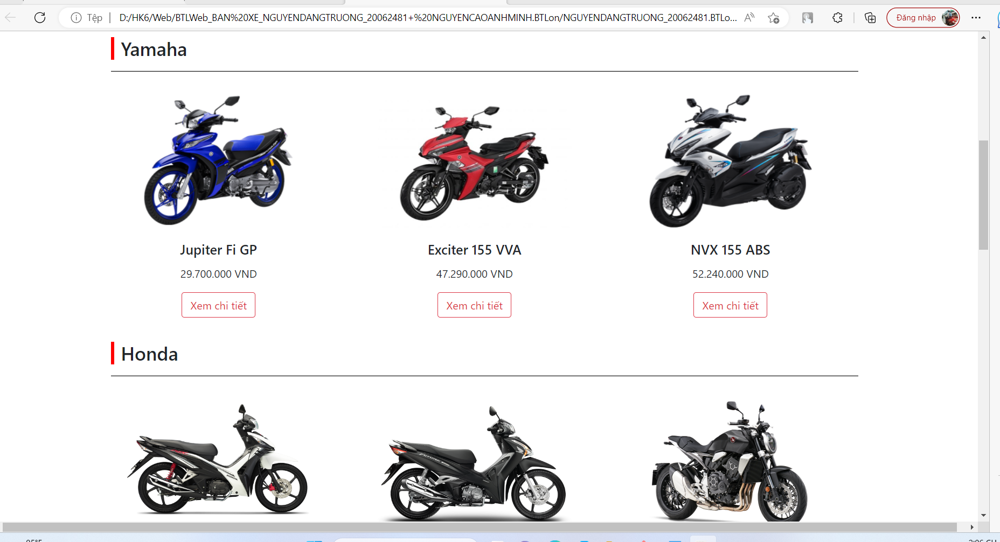 Tệp
D:/HK6/Web/BTLWeb_BAN%20XE_NGUYENDANGTRUONG_20062481+%20NGUYENCAOANHMINH.BTLon/NGUYENDANGTRUONG_20062481.BTLo...
Đăng nhập
Yamaha
Jupiter Fi GP
Exciter 155 VVA
NVX 155 ABS
29.700.000 VND
47.290.000 VND
52.240.000 VND
Xem chi tiết
Xem chi tiết
Xem chi tiết
Honda
HONDA
FUTURE